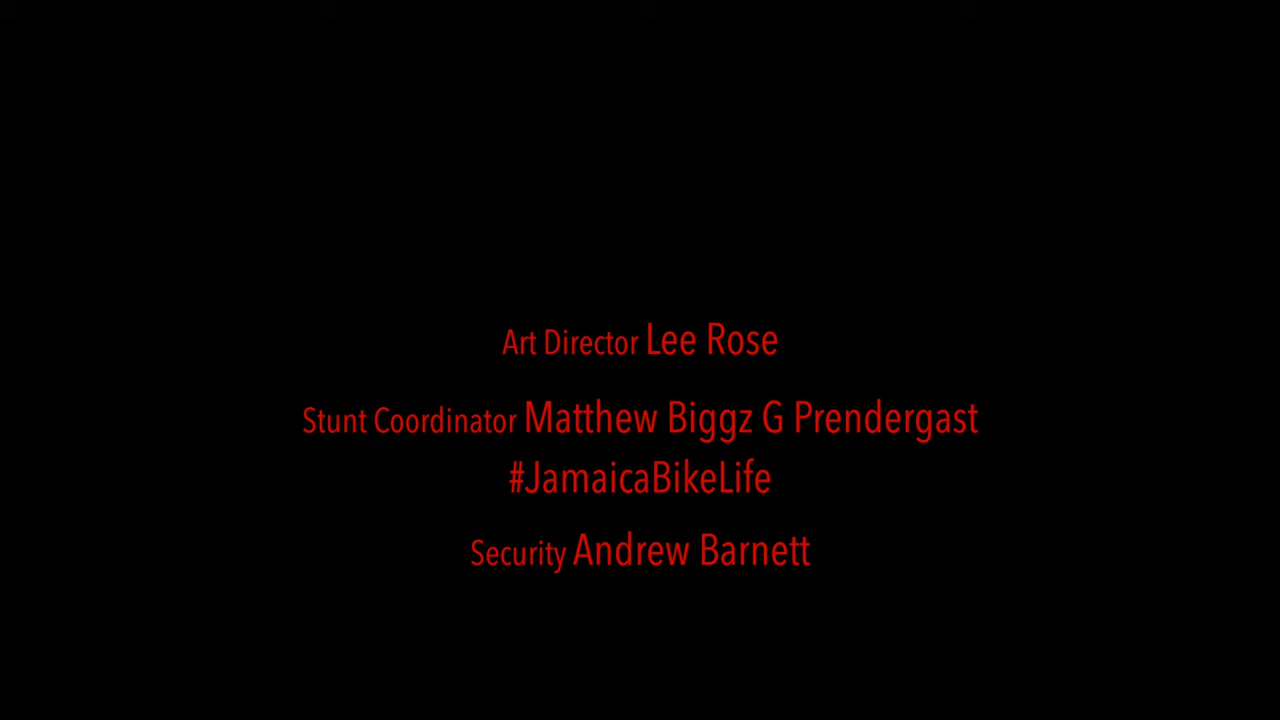 Art Director Lee Rose
Stunt Coordinator Matthew Biggz G Prendergast
#JamaicaBikeLife
Security Andrew Barnett